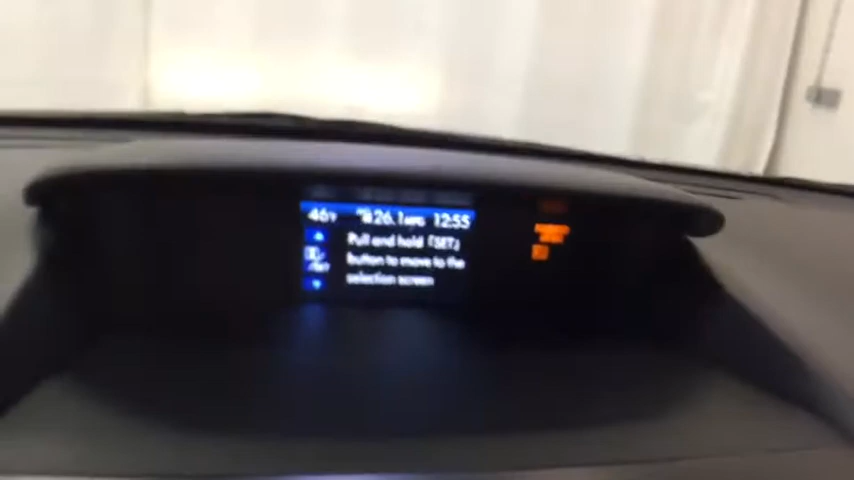 46°F 26.1MPG 12:55
Pull and hold「SET」
button to move to the
selection screen